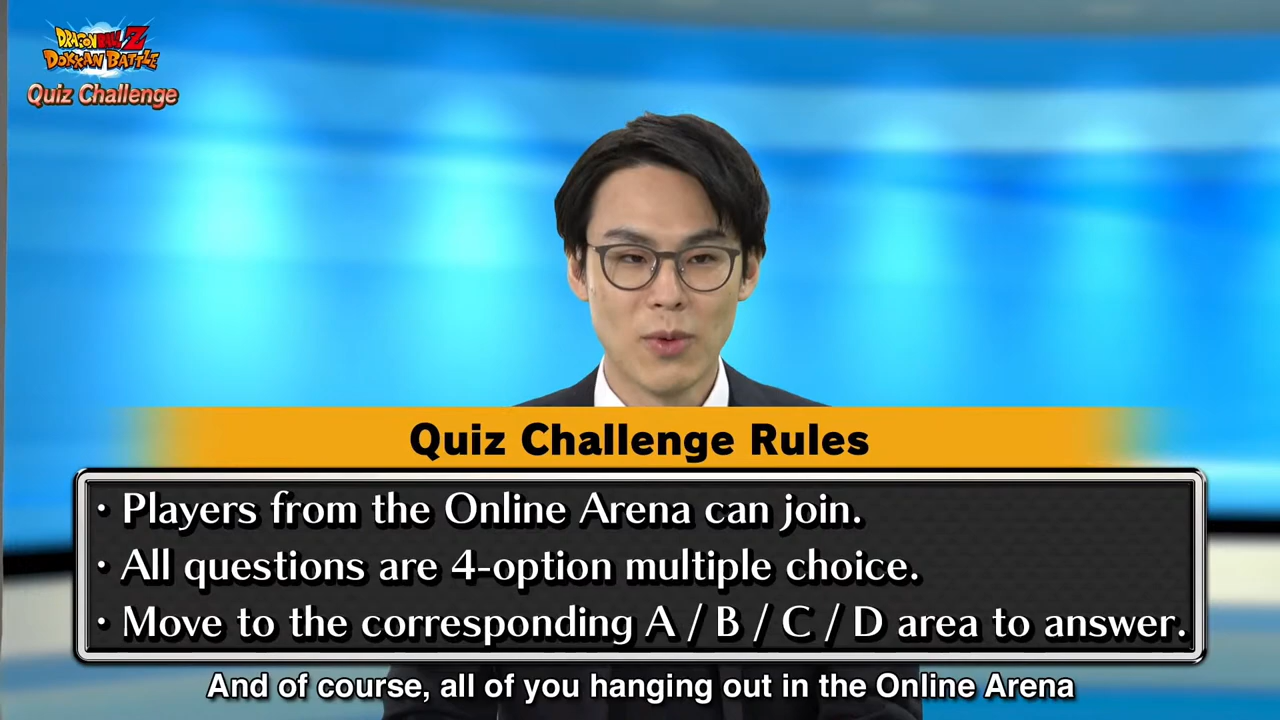 DRAGON BALL Z
DOKKAN BATTLE
Quiz Challenge
Quiz Challenge Rules
・Players from the Online Arena can join.
・All questions are 4-option multiple choice.
・Move to the corresponding A / B / C / D area to answer.
And of course, all of you hanging out in the Online Arena